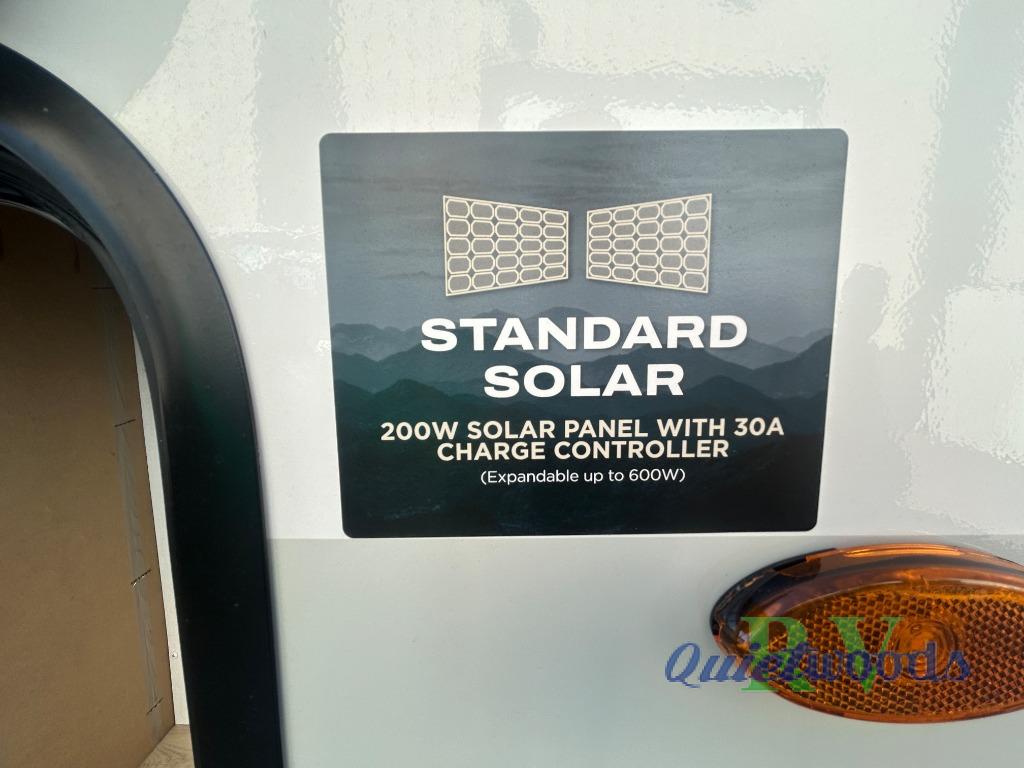 STANDARD
SOLAR
200W SOLAR PANEL WITH 30A
CHARGE CONTROLLER
(Expandable up to 600W)
RV
Quietwoods